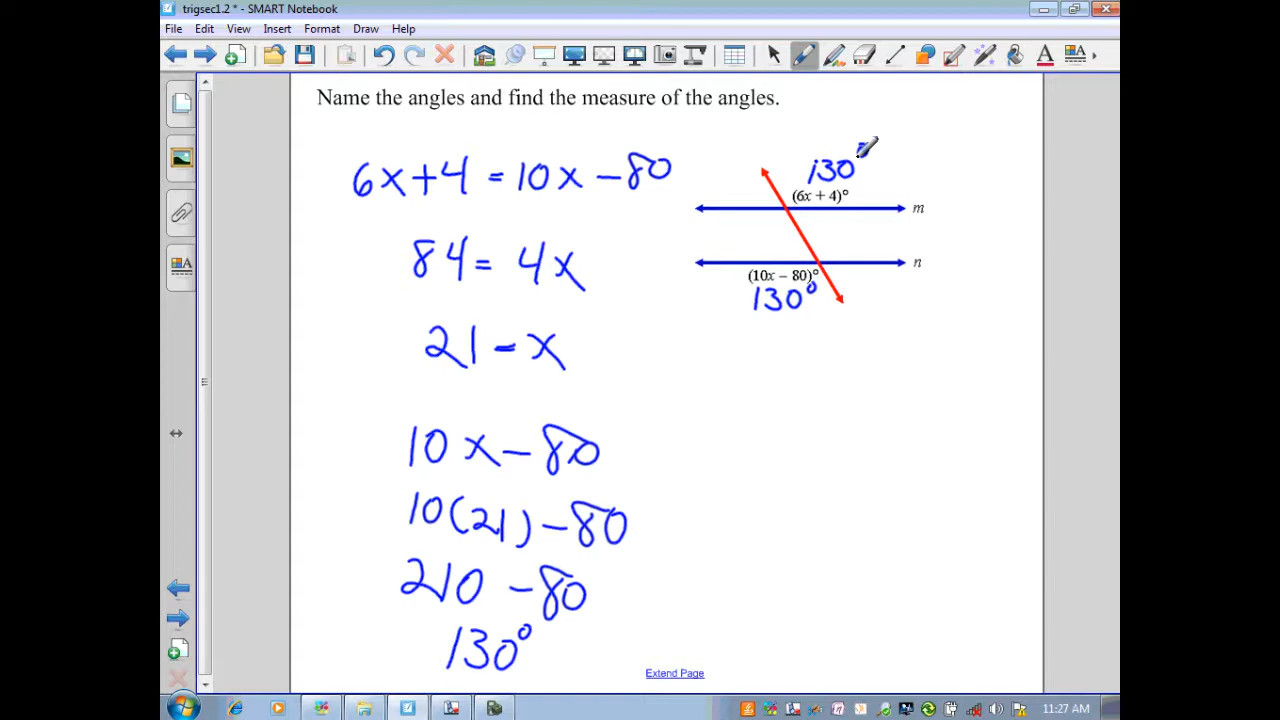 trigsec1.2 * - SMART Notebook
File Edit View Insert Format Draw Help
Name the angles and find the measure of the angles.
6x+4 = 10x -80
84 = 4x
21 = x
10x - 80
10(21) - 80
210 - 80
130°
130°
(6x + 4)°
m
n
(10x – 80)°
130°
Extend Page
11:27 AM